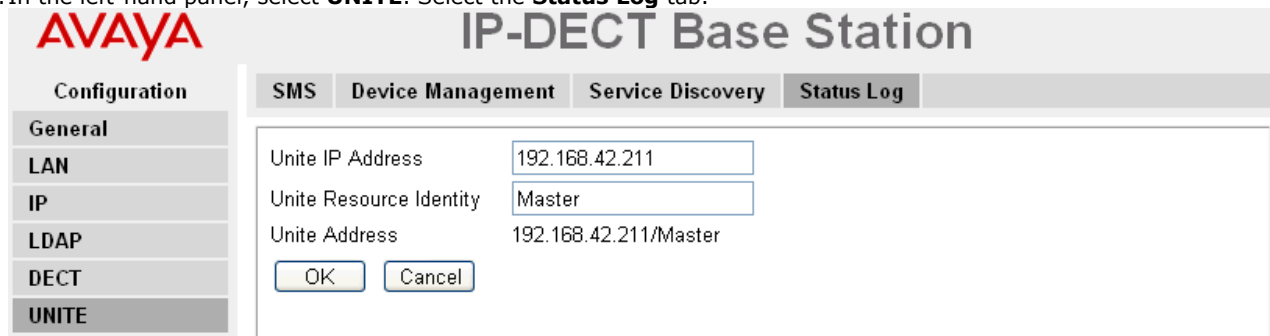 In the left-hand panel, select UNITE. Select the Status Log tab.
AVAYA IP-DECT Base Station
Configuration SMS Device Management Service Discovery Status Log
General
Unite IP Address 192.168.42.211
LAN
Unite Resource Identity Master
IP
Unite Address 192.168.42.211/Master
LDAP
OK Cancel
DECT
UNITE